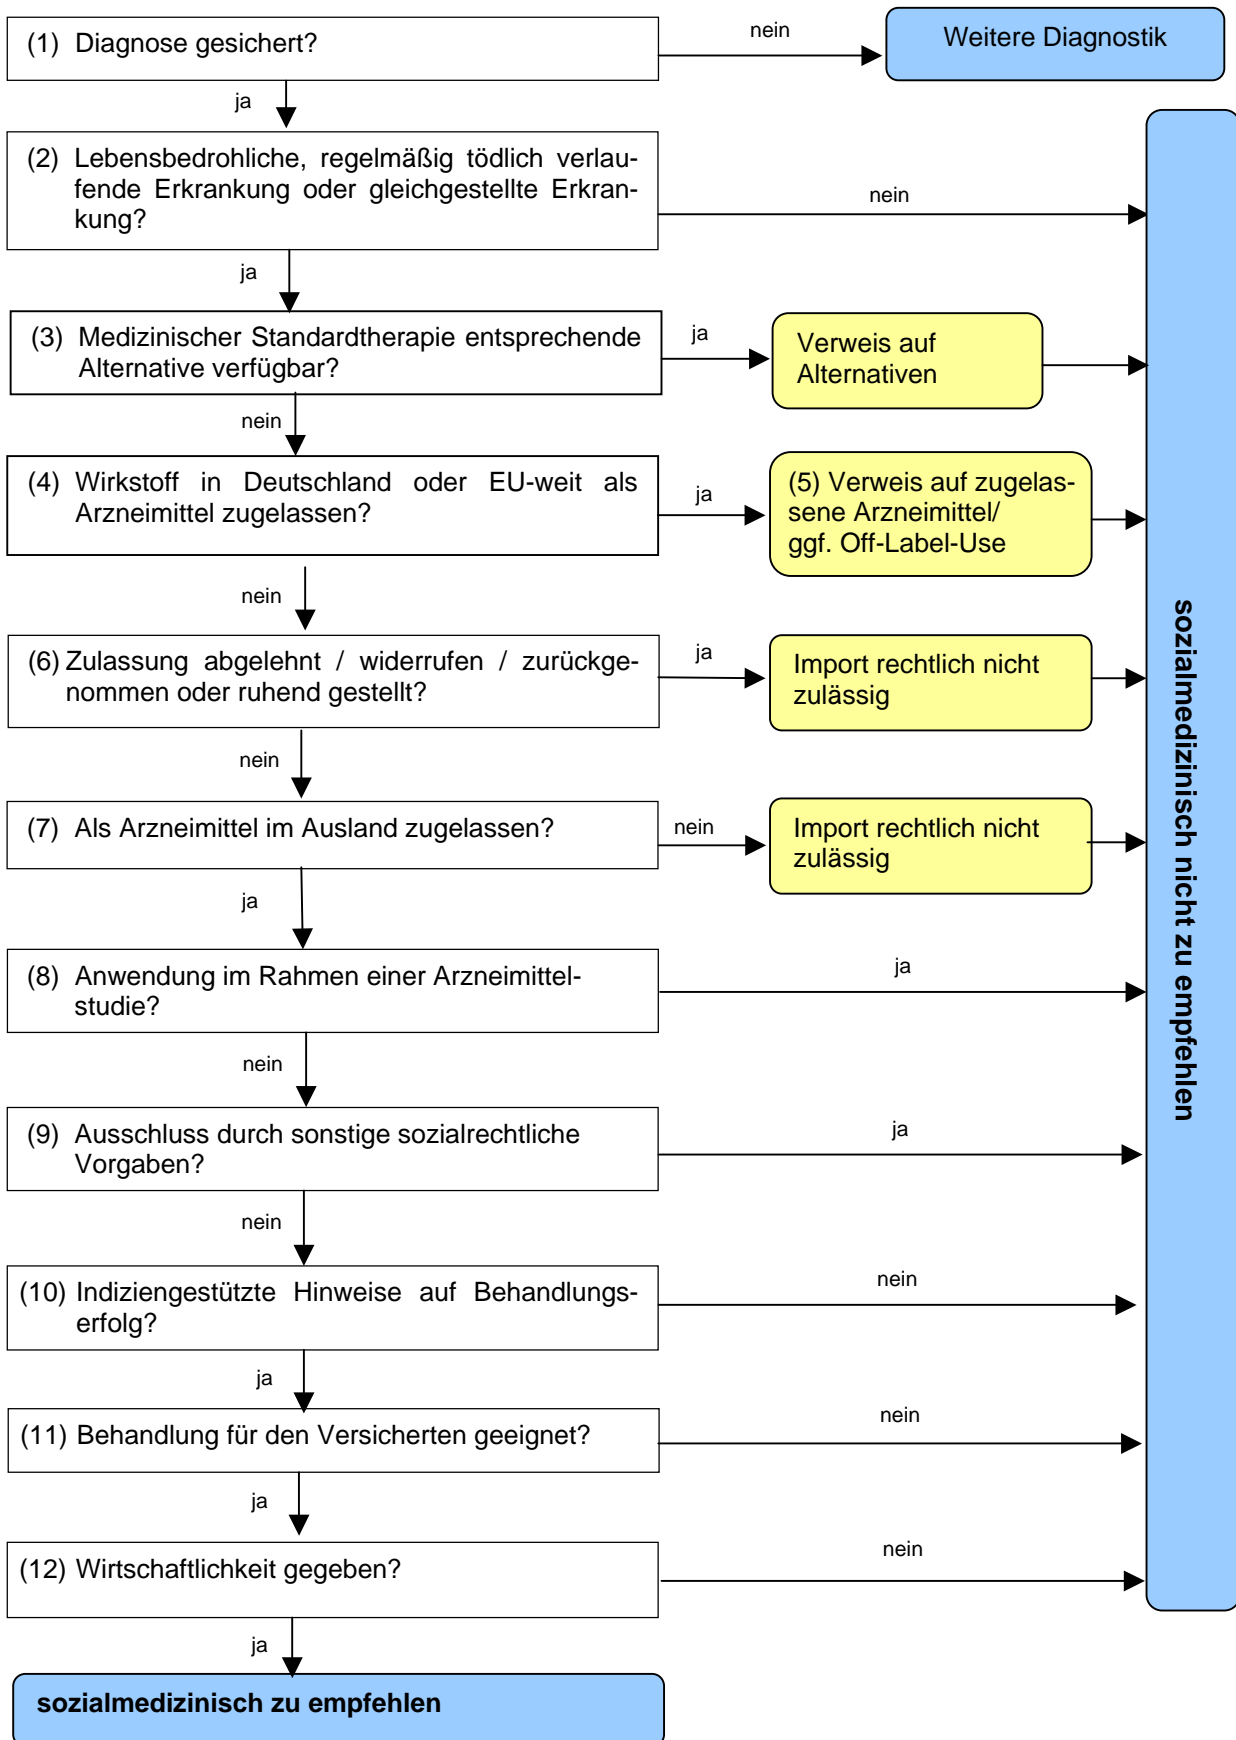 (1) Diagnose gesichert?
nein
Weitere Diagnostik
ja
(2) Lebensbedrohliche, regelmäßig tödlich verlau-
fende Erkrankung oder gleichgestellte Erkran-
kung?
nein
ja
(3) Medizinischer Standardtherapie entsprechende
Alternative verfügbar?
ja
Verweis auf
Alternativen
nein
(4) Wirkstoff in Deutschland oder EU-weit als
Arzneimittel zugelassen?
ja
(5) Verweis auf zugelas-
sene Arzneimittel/
ggf. Off-Label-Use
nein
(6) Zulassung abgelehnt / widerrufen / zurückge-
nommen oder ruhend gestellt?
ja
Import rechtlich nicht
zulässig
nein
(7) Als Arzneimittel im Ausland zugelassen?
nein
Import rechtlich nicht
zulässig
ja
(8) Anwendung im Rahmen einer Arzneimittel-
studie?
ja
nein
(9) Ausschluss durch sonstige sozialrechtliche
Vorgaben?
ja
nein
(10) Indiziengestützte Hinweise auf Behandlungs-
erfolg?
nein
ja
(11) Behandlung für den Versicherten geeignet?
nein
ja
(12) Wirtschaftlichkeit gegeben?
nein
ja
sozialmedizinisch zu empfehlen
sozialmedizinisch nicht zu empfehlen